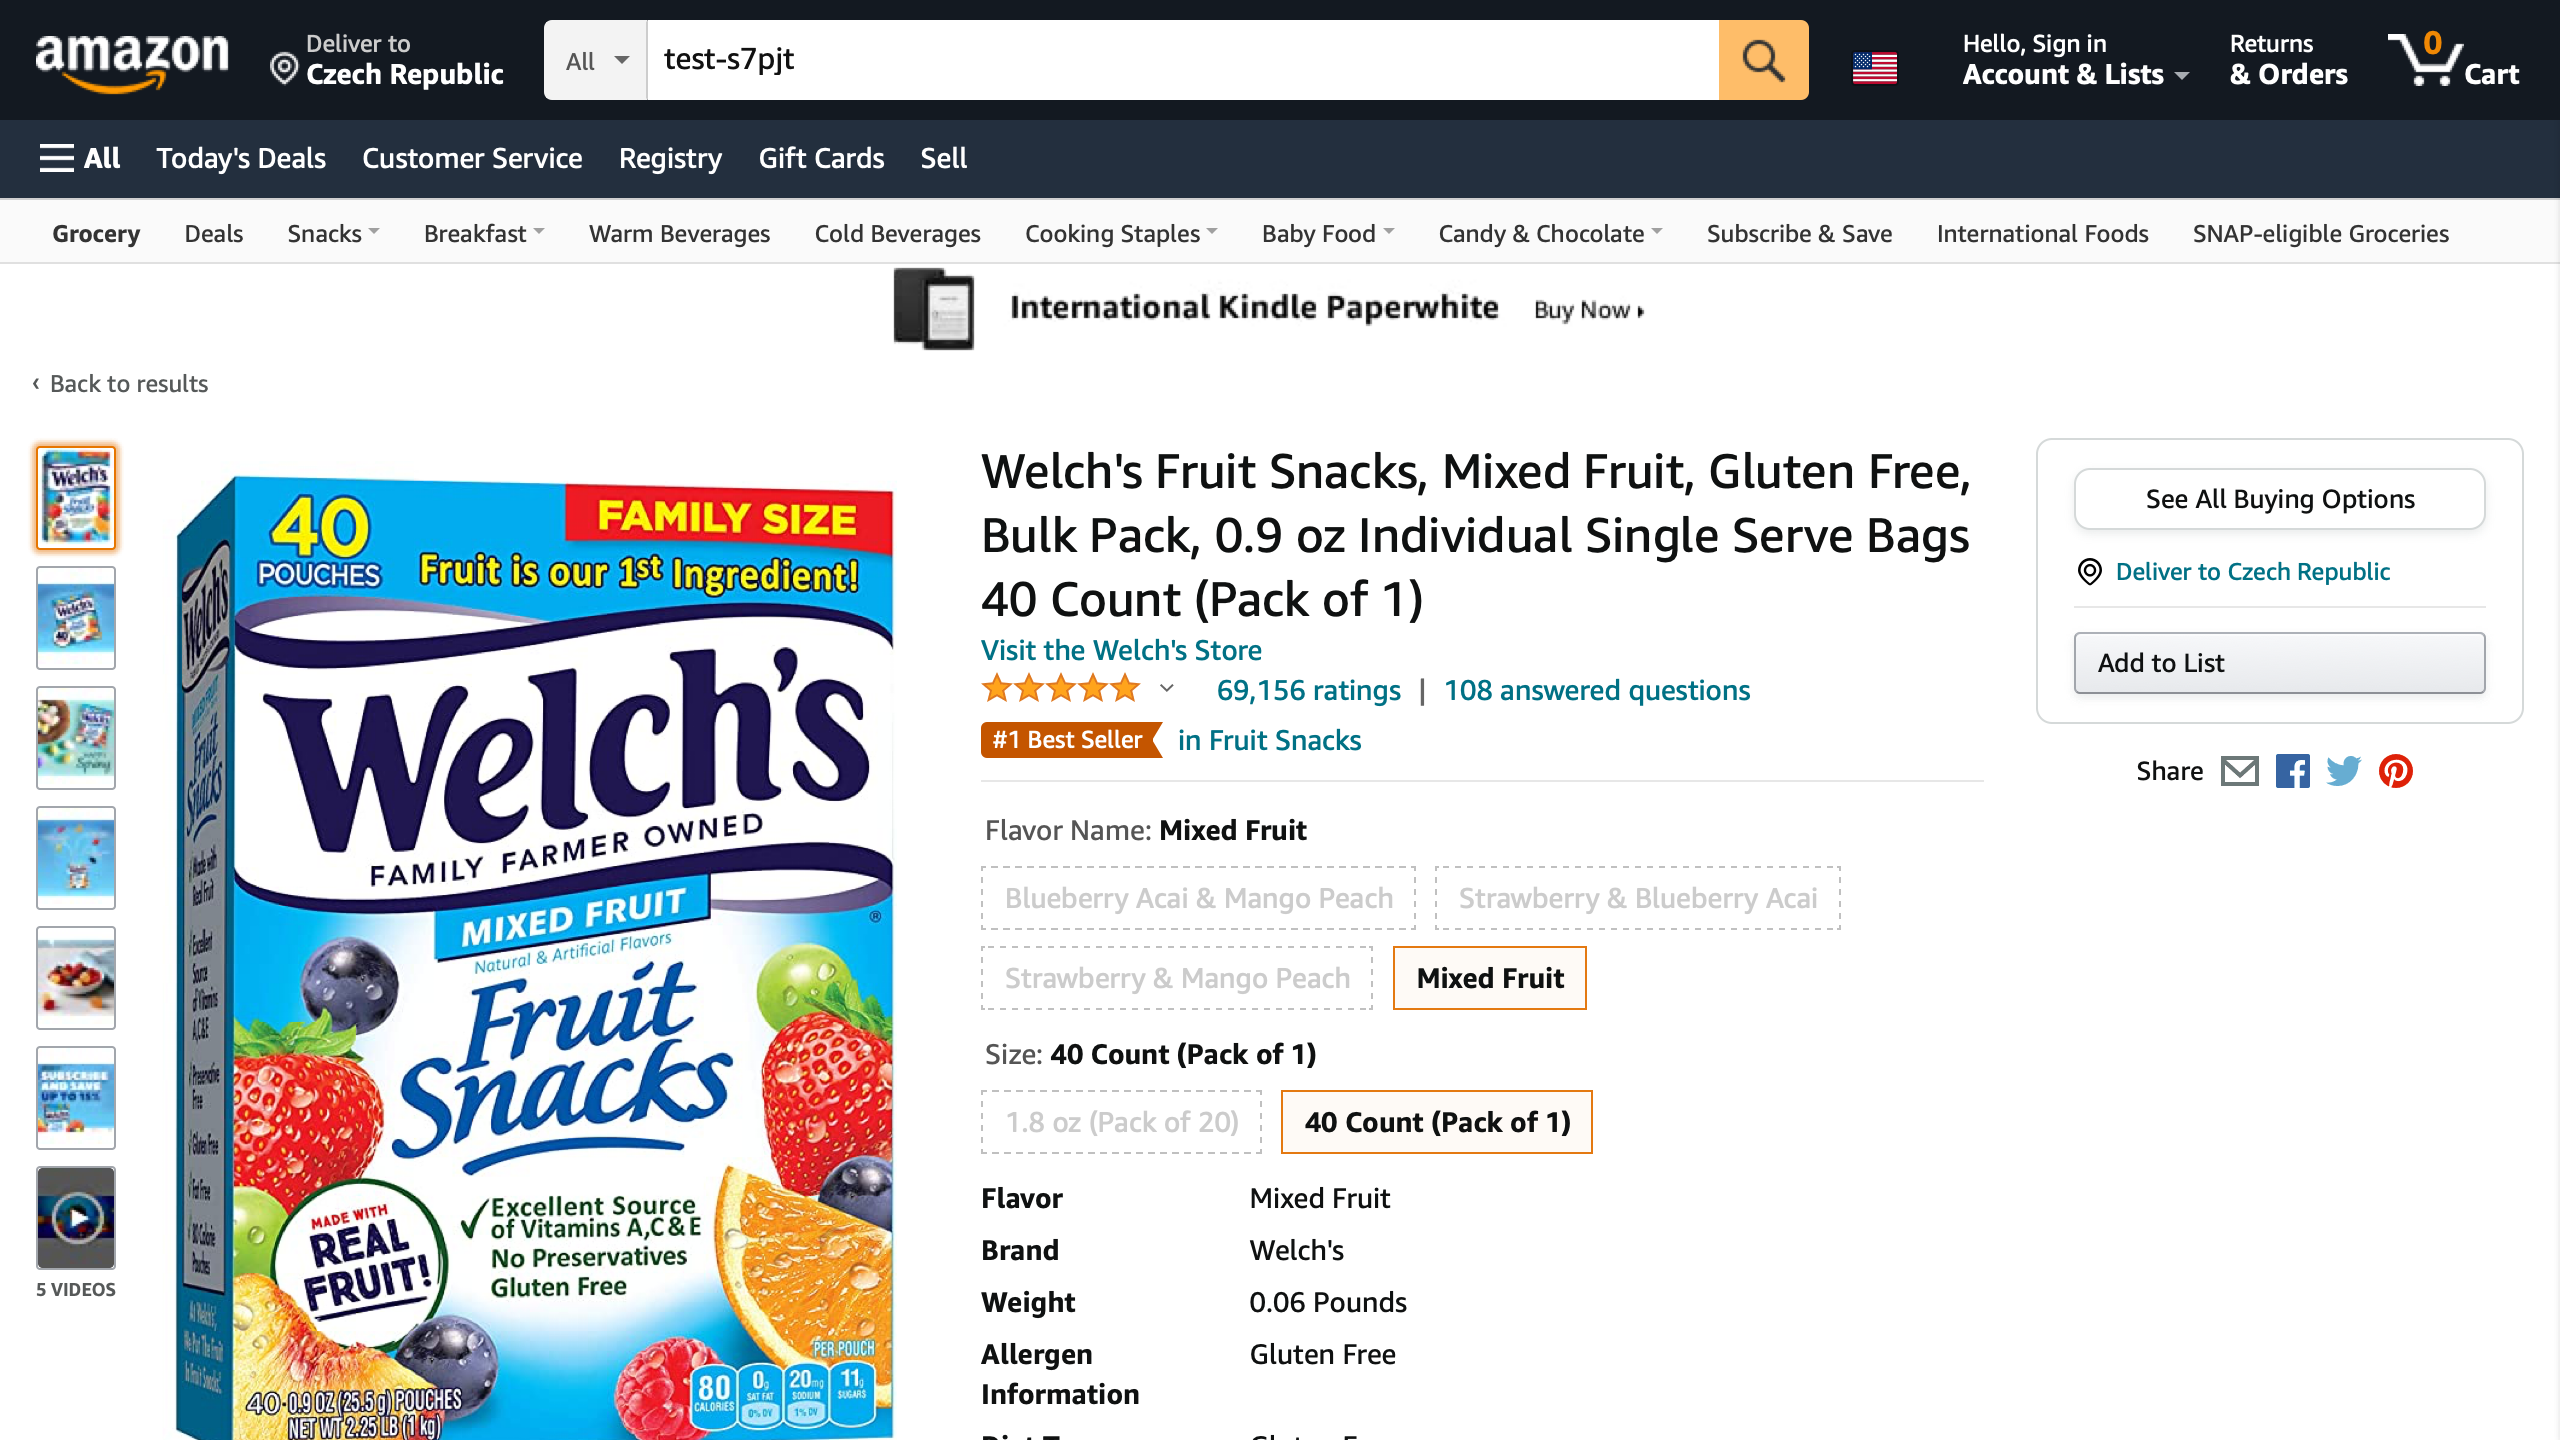 amazon
Deliver to
Czech Republic
All
test-s7pjt
Hello, Sign in
Account & Lists
Returns
& Orders
0
Cart
All
Today's Deals
Customer Service
Registry
Gift Cards
Sell
Grocery
Deals
Snacks
Breakfast
Warm Beverages
Cold Beverages
Cooking Staples
Baby Food
Candy & Chocolate
Subscribe & Save
International Foods
SNAP-eligible Groceries
International Kindle Paperwhite
Buy Now
‹ Back to results
5 VIDEOS
40
POUCHES
FAMILY SIZE
Fruit is our 1st Ingredient!
Welch's
FAMILY FARMER OWNED
®
MIXED FRUIT
Natural & Artificial Flavors
Fruit
Snacks
MADE WITH
REAL
FRUIT!
Excellent Source
of Vitamins A,C & E
No Preservatives
Gluten Free
PER POUCH
80
CALORIES
0g
SAT FAT
0% DV
20mg
SODIUM
1% DV
11g
SUGARS
40-0.9 OZ (25.5 g) POUCHES
NET WT 2.25 LB (1 kg)
Welch's Fruit Snacks, Mixed Fruit, Gluten Free,
Bulk Pack, 0.9 oz Individual Single Serve Bags
40 Count (Pack of 1)
Visit the Welch's Store
69,156 ratings | 108 answered questions
#1 Best Seller in Fruit Snacks
Flavor Name: Mixed Fruit
Blueberry Acai & Mango Peach
Strawberry & Blueberry Acai
Strawberry & Mango Peach
Mixed Fruit
Size: 40 Count (Pack of 1)
1.8 oz (Pack of 20)
40 Count (Pack of 1)
Flavor Mixed Fruit
Brand Welch's
Weight 0.06 Pounds
Allergen Gluten Free
Information
See All Buying Options
Deliver to Czech Republic
Add to List
Share